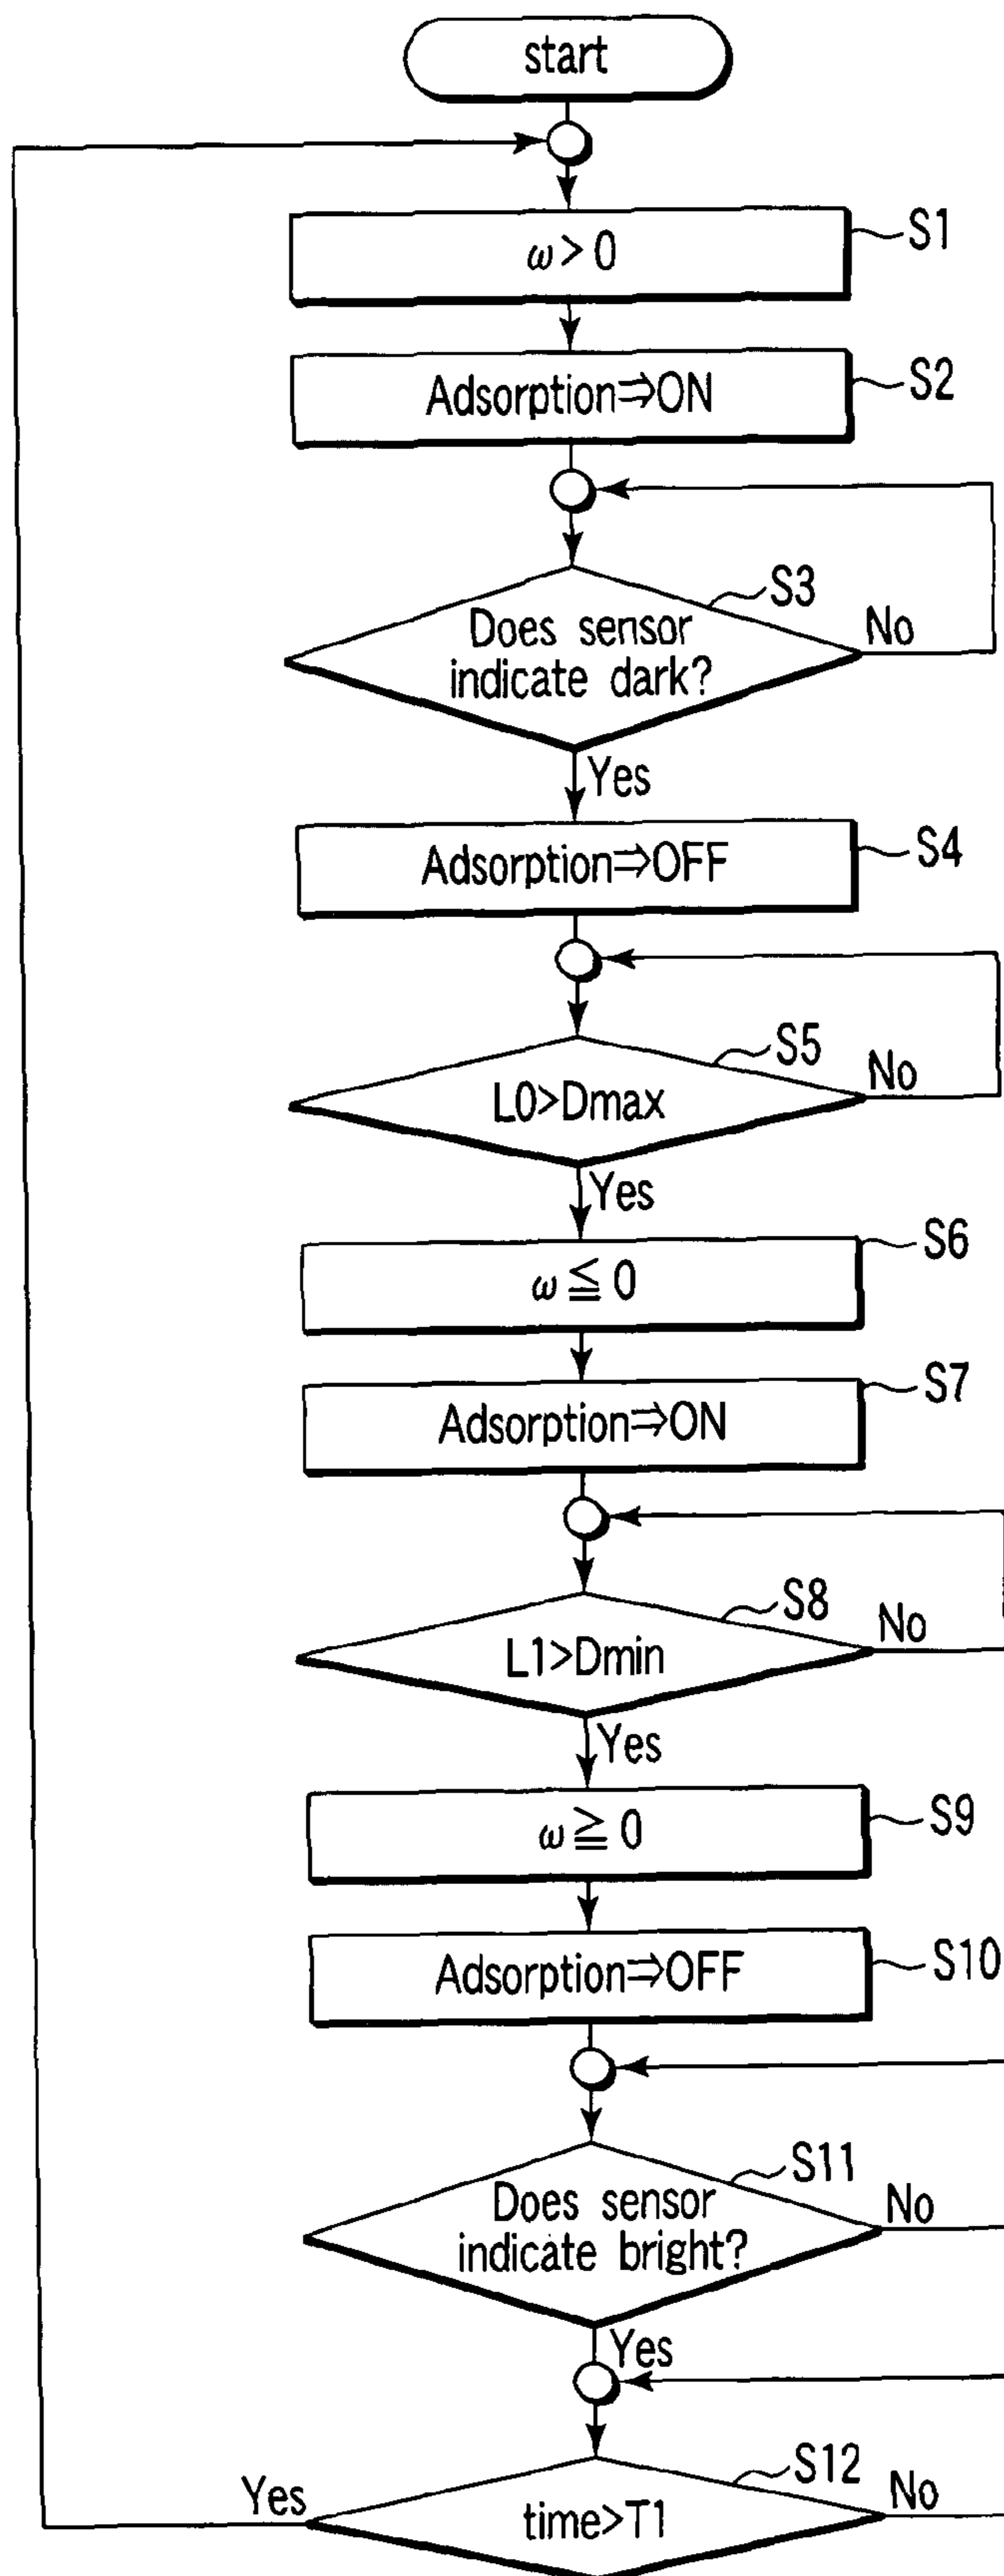 start
ω>0
S1
Adsorption⇒ON
S2
S3
Does sensor
indicate dark?
No
Yes
Adsorption⇒OFF
S4
S5
L0>Dmax
No
Yes
S6
ω≦0
S7
Adsorption⇒ON
S8
L1>Dmin
No
Yes
S9
ω≧0
S10
Adsorption⇒OFF
S11
Does sensor
indicate bright?
No
Yes
S12
Yes
time>T1
No